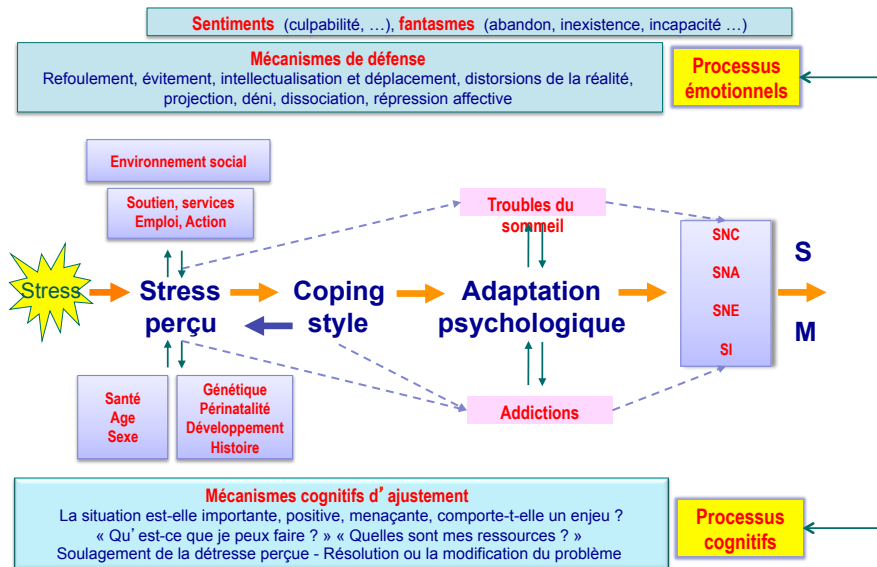 Sentiments (culpabilité, …), fantasmes (abandon, inexistence, incapacité …)
Mécanismes de défense
Refoulement, évitement, intellectualisation et déplacement, distorsions de la réalité,
projection, déni, dissociation, répression affective
Processus
émotionnels
Environnement social
Soutien, services
Emploi, Action
Troubles du
sommeil
Stress
Stress
perçu
Coping
style
Adaptation
psychologique
SNC
SNA
SNE
SI
S
M
Santé
Age
Sexe
Génétique
Périnatalité
Développement
Histoire
Addictions
Mécanismes cognitifs d’ajustement
La situation est-elle importante, positive, menaçante, comporte-t-elle un enjeu ?
« Qu’est-ce que je peux faire ? » « Quelles sont mes ressources ? »
Soulagement de la détresse perçue - Résolution ou la modification du problème
Processus
cognitifs